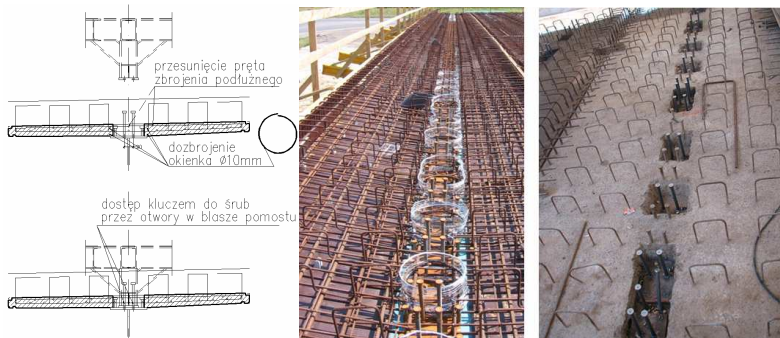 przesunięcie pręta
zbrojenia podłużnego
dozbrojenie
okienka Ø10mm
dostęp kluczem do śrub
przez otwory w blasze pomostu